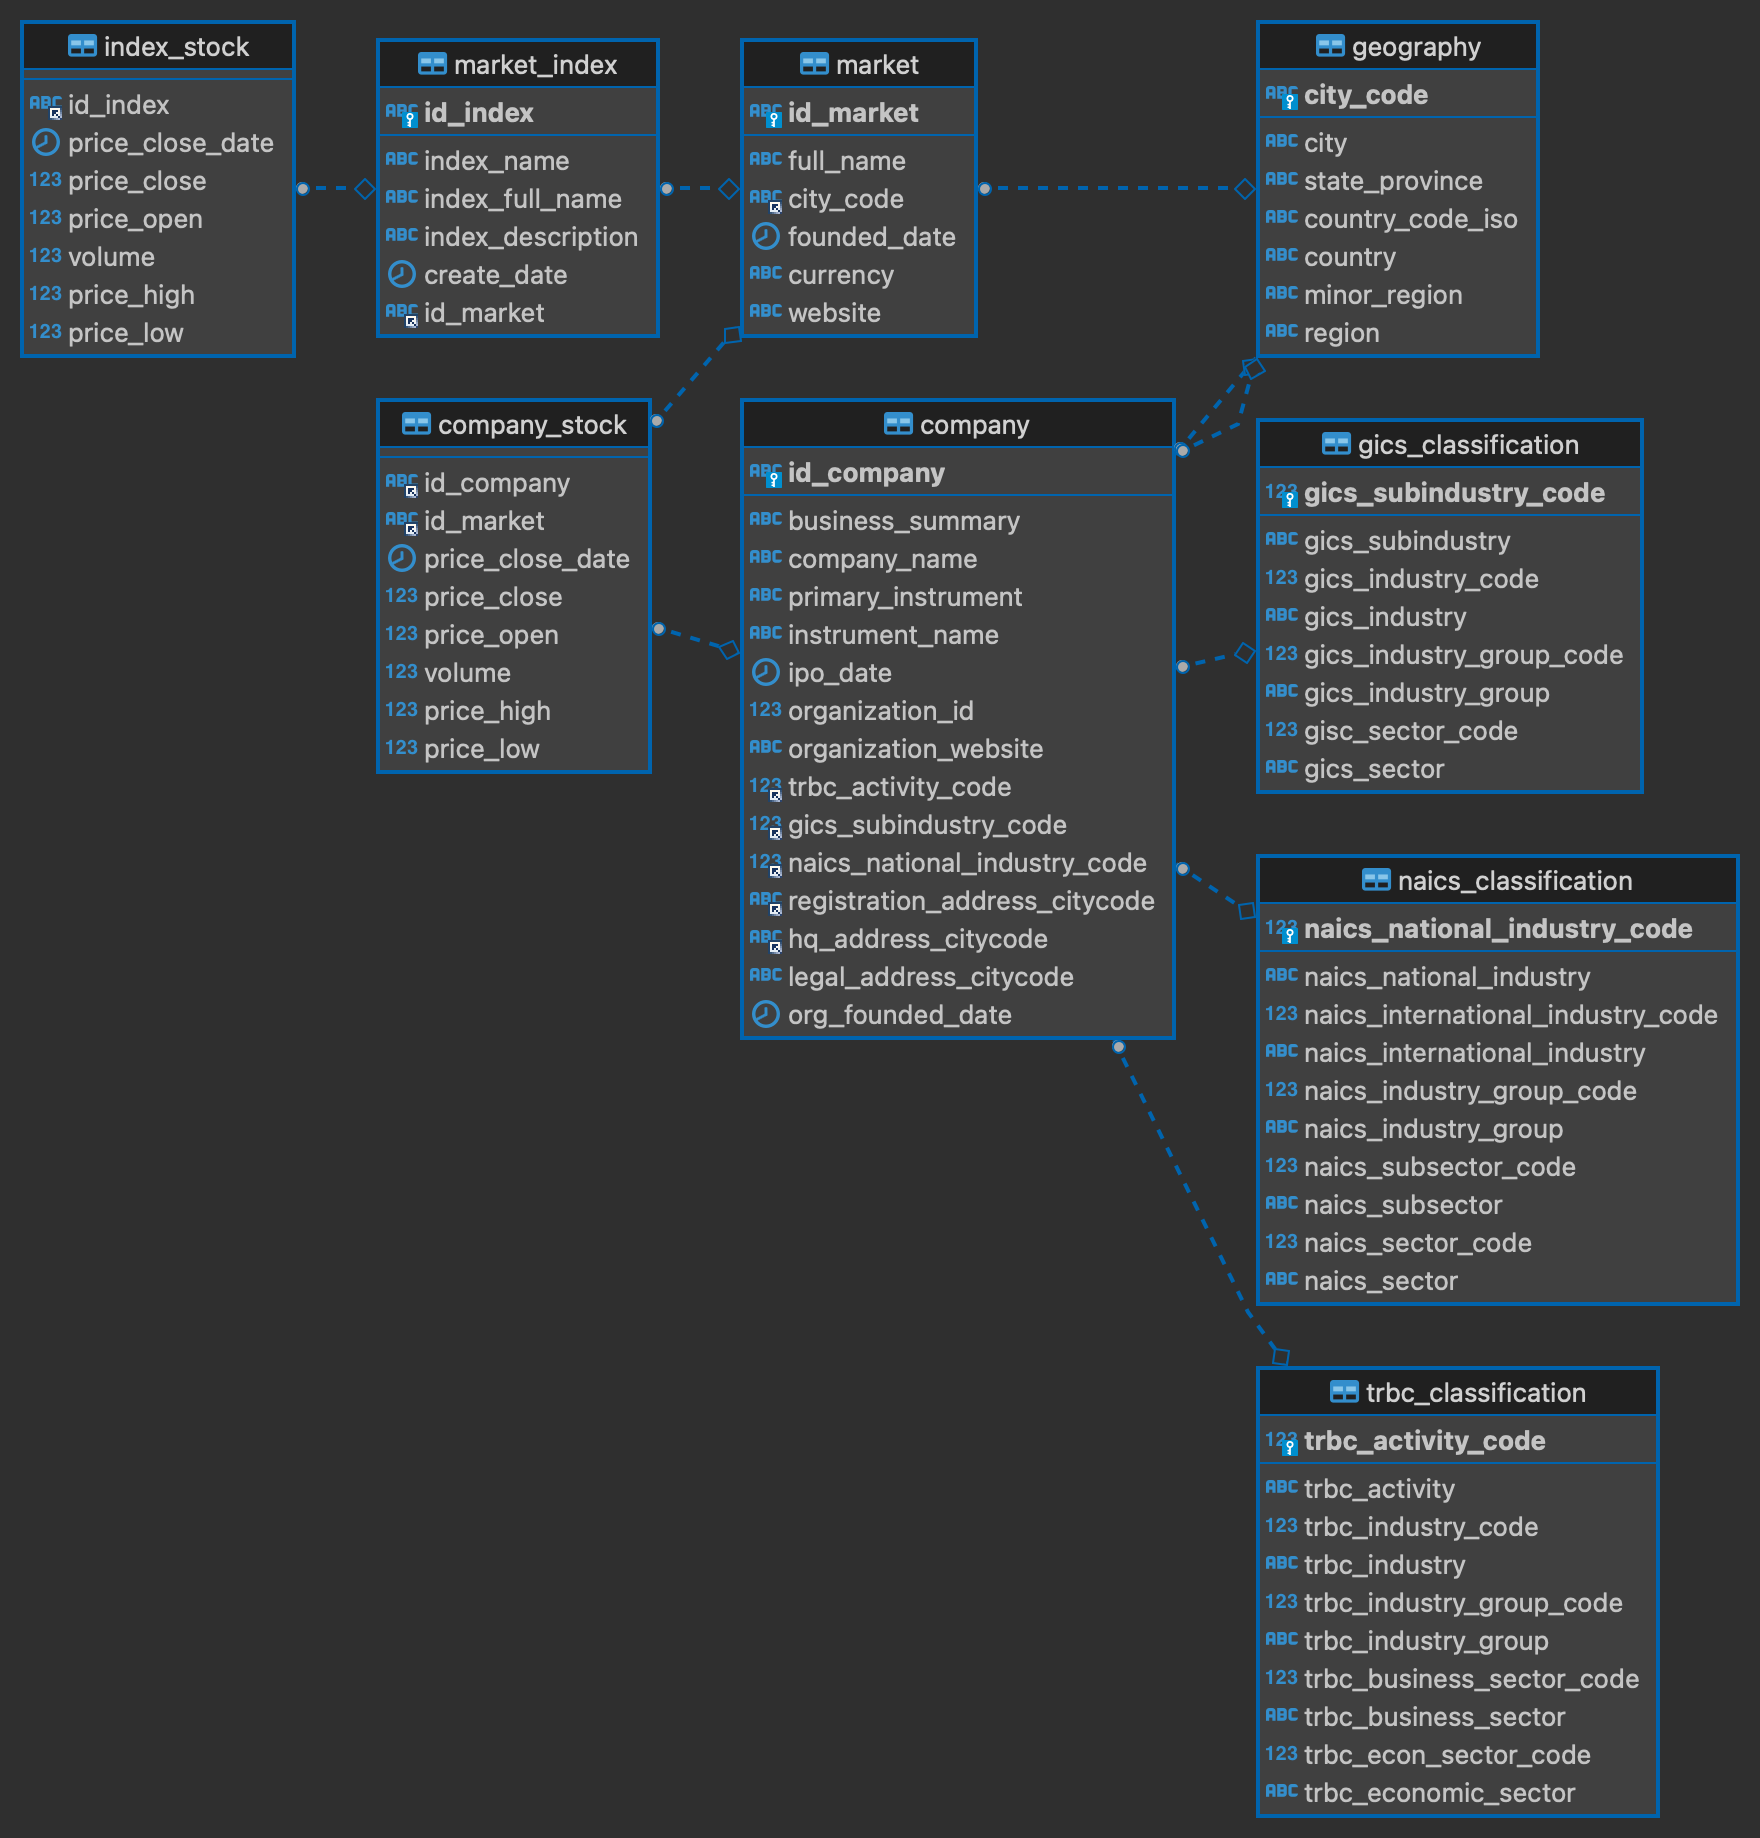 index_stock
ABC id_index
price_close_date
123 price_close
123 price_open
123 volume
123 price_high
123 price_low
market_index
ABC id_index
ABC index_name
ABC index_full_name
ABC index_description
create_date
ABC id_market
market
ABC id_market
ABC full_name
ABC city_code
founded_date
ABC currency
ABC website
geography
ABC city_code
ABC city
ABC state_province
ABC country_code_iso
ABC country
ABC minor_region
ABC region
company_stock
ABC id_company
ABC id_market
price_close_date
123 price_close
123 price_open
123 volume
123 price_high
123 price_low
company
ABC id_company
ABC business_summary
ABC company_name
ABC primary_instrument
ABC instrument_name
ipo_date
123 organization_id
ABC organization_website
123 trbc_activity_code
123 gics_subindustry_code
123 naics_national_industry_code
ABC registration_address_citycode
ABC hq_address_citycode
ABC legal_address_citycode
org_founded_date
gics_classification
123 gics_subindustry_code
ABC gics_subindustry
123 gics_industry_code
ABC gics_industry
123 gics_industry_group_code
ABC gics_industry_group
123 gisc_sector_code
ABC gics_sector
naics_classification
123 naics_national_industry_code
ABC naics_national_industry
123 naics_international_industry_code
ABC naics_international_industry
123 naics_industry_group_code
ABC naics_industry_group
123 naics_subsector_code
ABC naics_subsector
123 naics_sector_code
ABC naics_sector
trbc_classification
123 trbc_activity_code
ABC trbc_activity
123 trbc_industry_code
ABC trbc_industry
123 trbc_industry_group_code
ABC trbc_industry_group
123 trbc_business_sector_code
ABC trbc_business_sector
123 trbc_econ_sector_code
ABC trbc_economic_sector